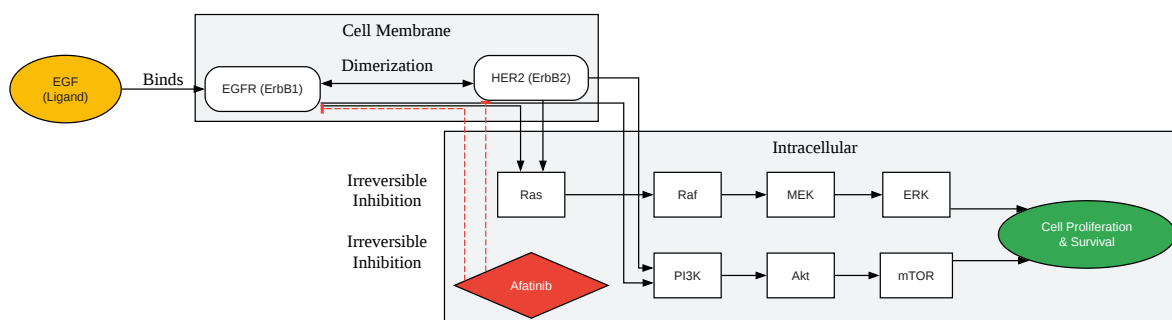 Cell Membrane
EGF
(Ligand)
Binds
EGFR (ErbB1)
Dimerization
HER2 (ErbB2)
Intracellular
Irreversible
Inhibition
Ras
Raf
MEK
ERK
Cell Proliferation
& Survival
Irreversible
Inhibition
Afatinib
PI3K
Akt
mTOR